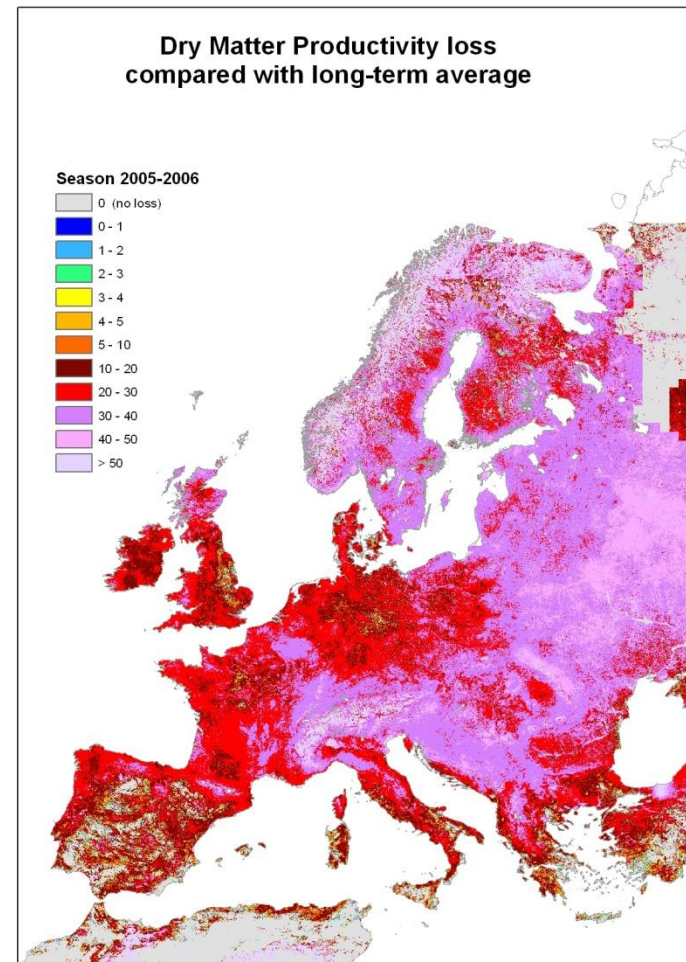 Dry Matter Productivity loss
compared with long-term average
Season 2005-2006
0 (no loss)
0 - 1
1 - 2
2 - 3
3 - 4
4 - 5
5 - 10
10 - 20
20 - 30
30 - 40
40 - 50
> 50